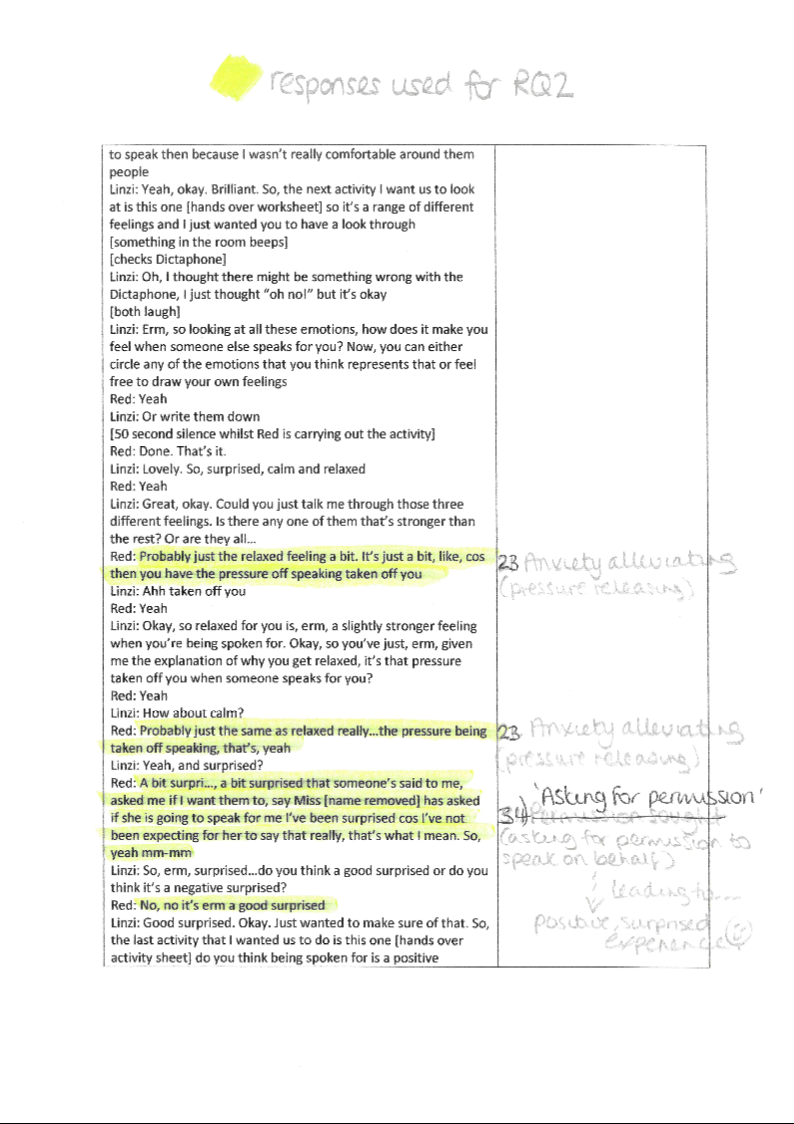 responses used for RQ2
to speak then because I wasn't really comfortable around them
people
Linzi: Yeah, okay. Brilliant. So, the next activity I want us to look
at is this one [hands over worksheet] so it's a range of different
feelings and I just wanted you to have a look through
[something in the room beeps]
[checks Dictaphone]
Linzi: Oh, I thought there might be something wrong with the
Dictaphone, I just thought "oh no!" but it's okay
[both laugh]
Linzi: Erm, so looking at all these emotions, how does it make you
feel when someone else speaks for you? Now, you can either
circle any of the emotions that you think represents that or feel
free to draw your own feelings
Red: Yeah
Linzi: Or write them down
[50 second silence whilst Red is carrying out the activity]
Red: Done. That's it.
Linzi: Lovely. So, surprised, calm and relaxed
Red: Yeah
Linzi: Great, okay. Could you just talk me through those three
different feelings. Is there any one of them that's stronger than
the rest? Or are they all...
Red: Probably just the relaxed feeling a bit. It's just a bit, like, cos
then you have the pressure off speaking taken off you
Linzi: Ahh taken off you
Red: Yeah
Linzi: Okay, so relaxed for you is, erm, a slightly stronger feeling
when you're being spoken for. Okay, so you've just, erm, given
me the explanation of why you get relaxed, it's that pressure
taken off you when someone speaks for you?
Red: Yeah
Linzi: How about calm?
Red: Probably just the same as relaxed really...the pressure being
taken off speaking, that's, yeah
Linzi: Yeah, and surprised?
Red: A bit surpri..., a bit surprised that someone's said to me,
asked me if I want them to, say Miss [name removed] has asked
if she is going to speak for me I've been surprised cos I've not
been expecting for her to say that really, that's what I mean. So,
yeah mm-mm
Linzi: So, erm, surprised...do you think a good surprised or do you
think it's a negative surprised?
Red: No, no it's erm a good surprised
Linzi: Good surprised. Okay. Just wanted to make sure of that. So,
the last activity that I wanted us to do is this one [hands over
activity sheet] do you think being spoken for is a positive
23 Anxiety alleviating
(pressure releasing)
23 Anxiety alleviating
(pressure releasing)
'Asking for permission'
34 Permission sought
(asking for permission to
speak on behalf)
leading to....
positive, surprised
experience